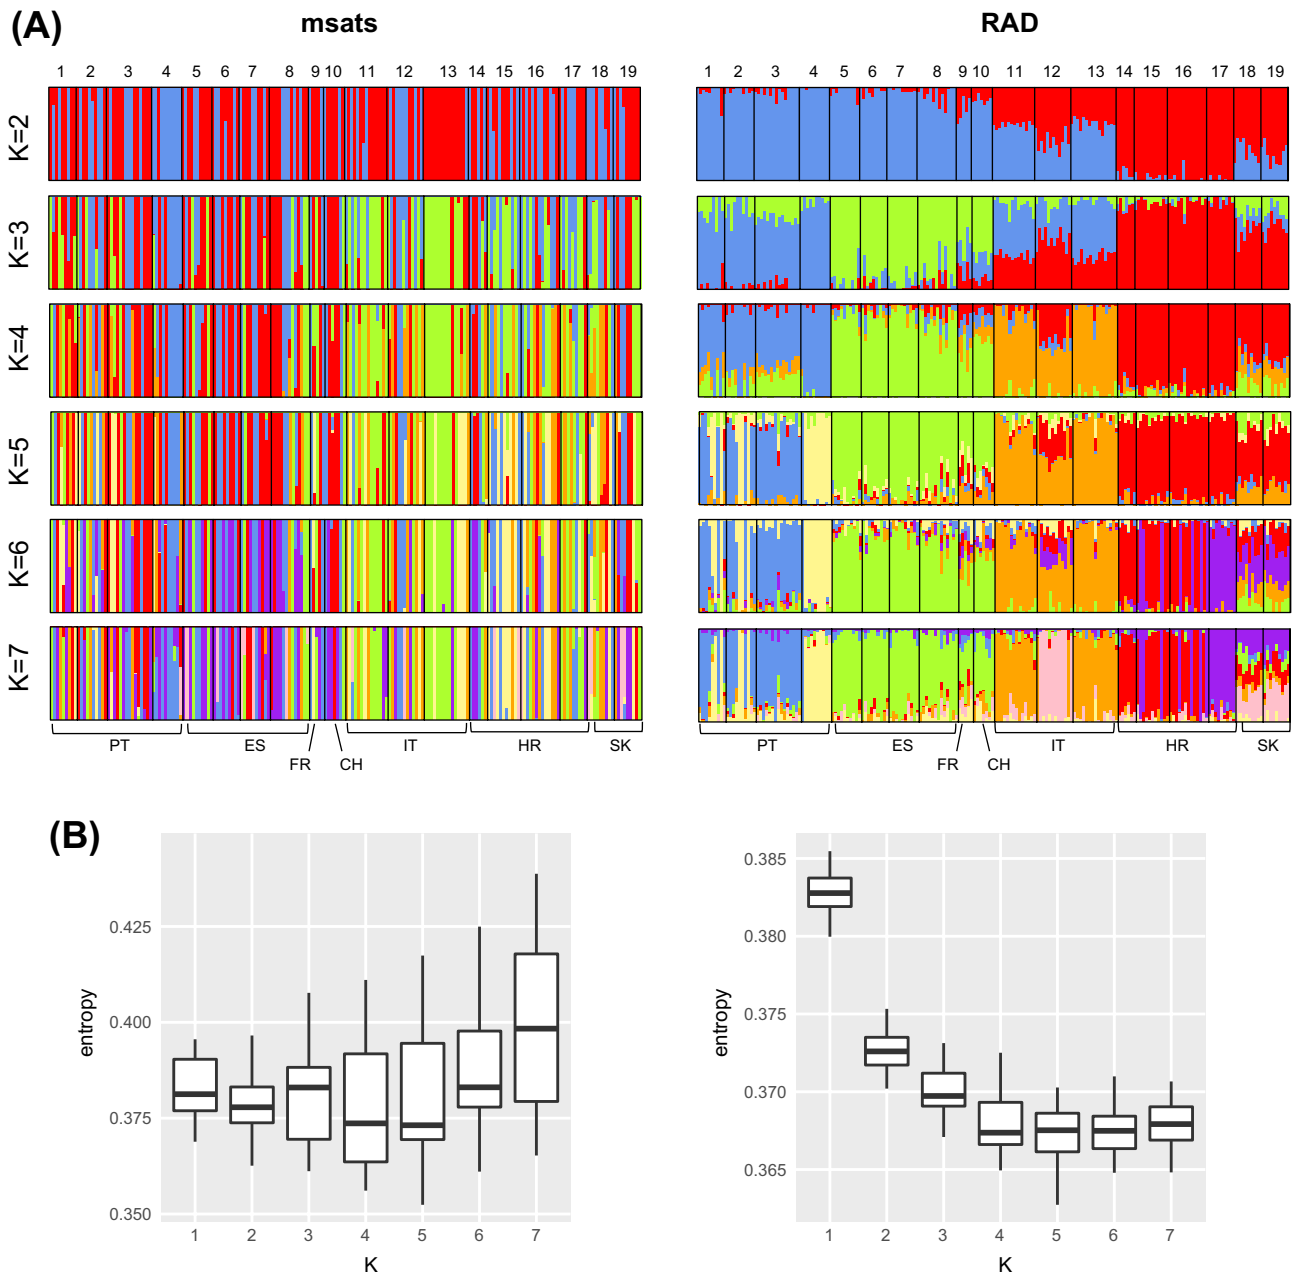 (A)
msats
RAD
1 2 3 4 5 6 7 8 9 10 11 12 13 14 15 16 17 18 19
1 2 3 4 5 6 7 8 9 10 11 12 13 14 15 16 17 18 19
K=2
K=3
K=4
K=5
K=6
K=7
PT ES FR CH IT HR SK
PT ES FR CH IT HR SK
(B)
entropy
0.425
0.400
0.375
0.350
1 2 3 4 5 6 7
K
entropy
0.385
0.380
0.375
0.370
0.365
1 2 3 4 5 6 7
K